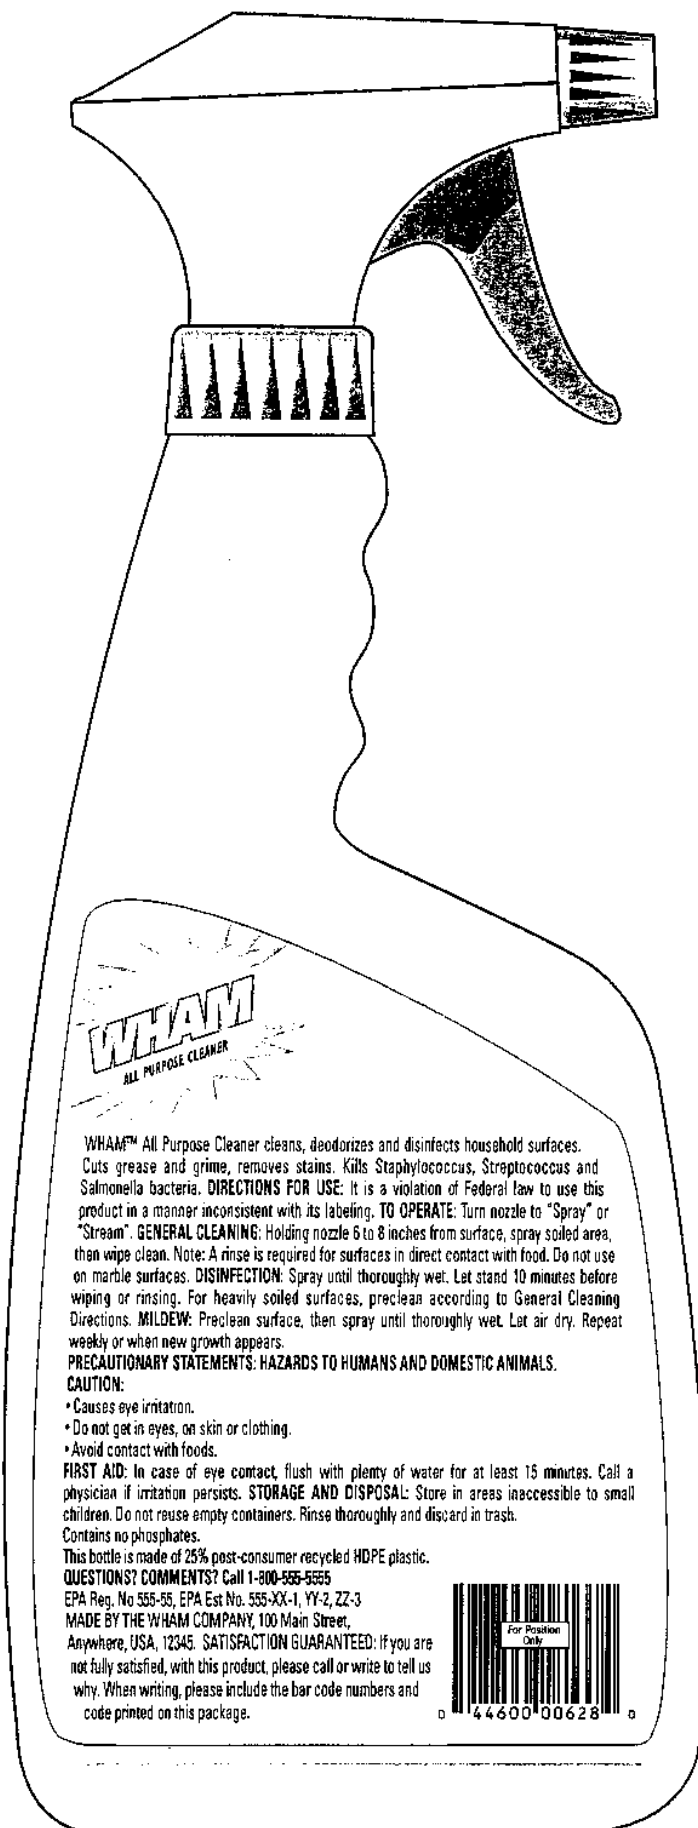 WHAM
ALL PURPOSE CLEANER
WHAM™ All Purpose Cleaner cleans, deodorizes and disinfects household surfaces.
Cuts grease and grime, removes stains. Kills Staphylococcus, Streptococcus and
Salmonella bacteria. DIRECTIONS FOR USE: It is a violation of Federal law to use this
product in a manner inconsistent with its labeling. TO OPERATE: Turn nozzle to "Spray" or
"Stream". GENERAL CLEANING: Holding nozzle 6 to 8 inches from surface, spray soiled area,
then wipe clean. Note: A rinse is required for surfaces in direct contact with food. Do not use
on marble surfaces. DISINFECTION: Spray until thoroughly wet. Let stand 10 minutes before
wiping or rinsing. For heavily soiled surfaces, preclean according to General Cleaning
Directions. MILDEW: Preclean surface, then spray until thoroughly wet. Let air dry. Repeat
weekly or when new growth appears.
PRECAUTIONARY STATEMENTS: HAZARDS TO HUMANS AND DOMESTIC ANIMALS.
CAUTION:
• Causes eye irritation.
• Do not get in eyes, on skin or clothing.
• Avoid contact with foods.
FIRST AID: In case of eye contact, flush with plenty of water for at least 15 minutes. Call a
physician if irritation persists. STORAGE AND DISPOSAL: Store in areas inaccessible to small
children. Do not reuse empty containers. Rinse thoroughly and discard in trash.
Contains no phosphates.
This bottle is made of 25% post-consumer recycled HDPE plastic.
QUESTIONS? COMMENTS? Call 1-800-555-5555
EPA Reg. No 555-55, EPA Est No. 555-XX-1, YY-2, ZZ-3
MADE BY THE WHAM COMPANY, 100 Main Street,
Anywhere, USA, 12345. SATISFACTION GUARANTEED: If you are
not fully satisfied, with this product, please call or write to tell us
why. When writing, please include the bar code numbers and
code printed on this package.
For Position
Only
0 44600 00628 0